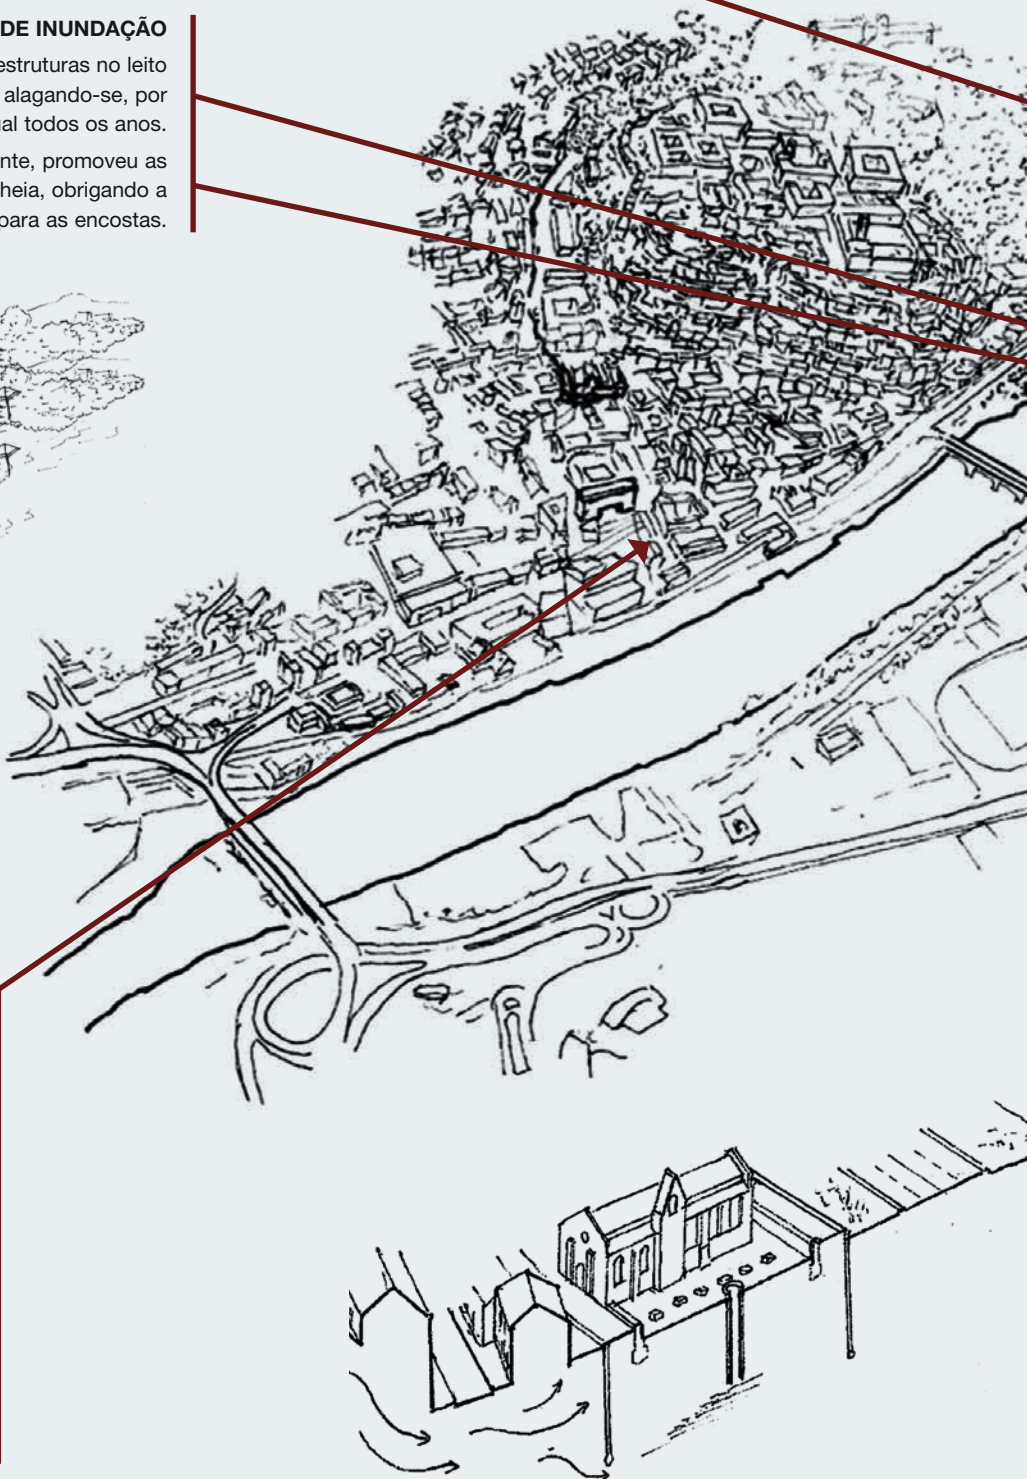 DE INUNDAÇÃO
estruturas no leito
alagando-se, por
ual todos os anos.
nte, promoveu as
heia, obrigando a
para as encostas.